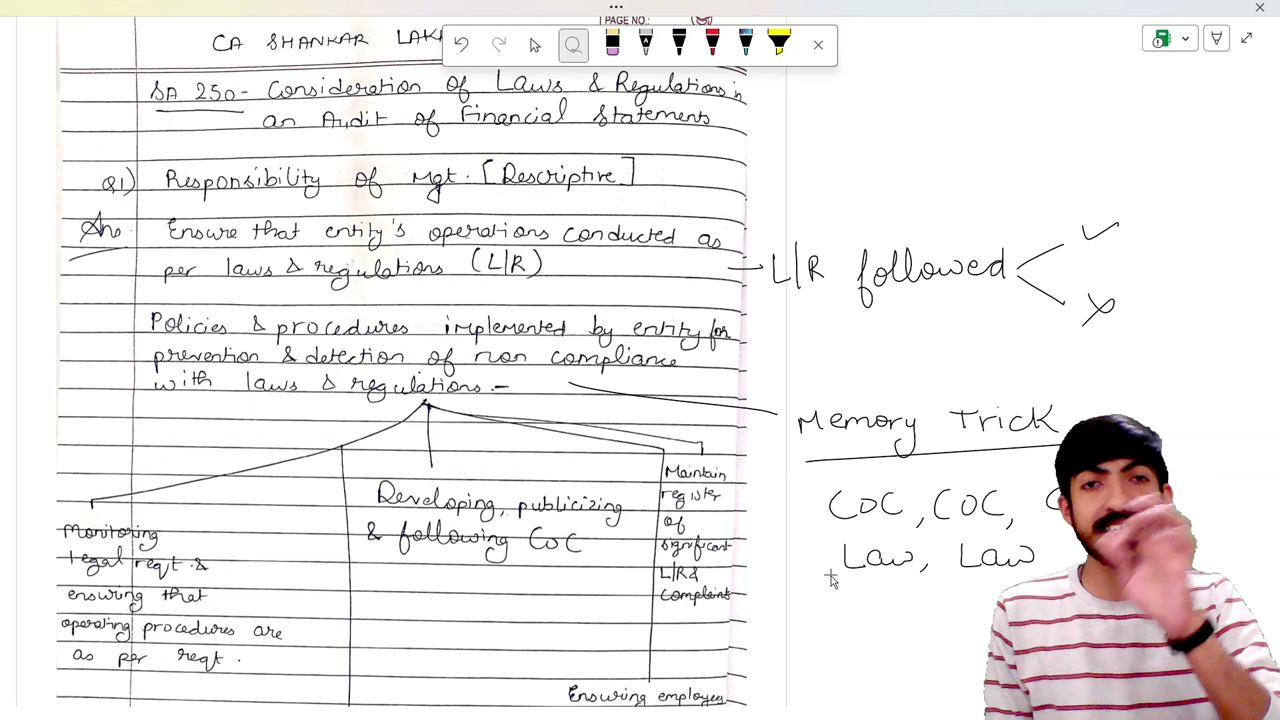 PAGE NO.:
CA SHANKAR
SA 250 - Consideration of Laws & Regulations in
an Audit of Financial Statements
Q1) Responsibility of Mgt. [Descriptive]
Ans. Ensure that entity's operations conducted as
per laws & regulations (L/R)
L/R followed
Policies & procedures implemented by entity for
prevention & detection of non compliance
with laws & regulations.-
Memory Trick
COC, COC,
Law, Law
Monitoring
legal reqt. &
ensuring that
operating procedures are
as per reqt.
Developing, publicizing
& following CoC
Maintain
register
of
significant
L/R &
complaint
Ensuring employees